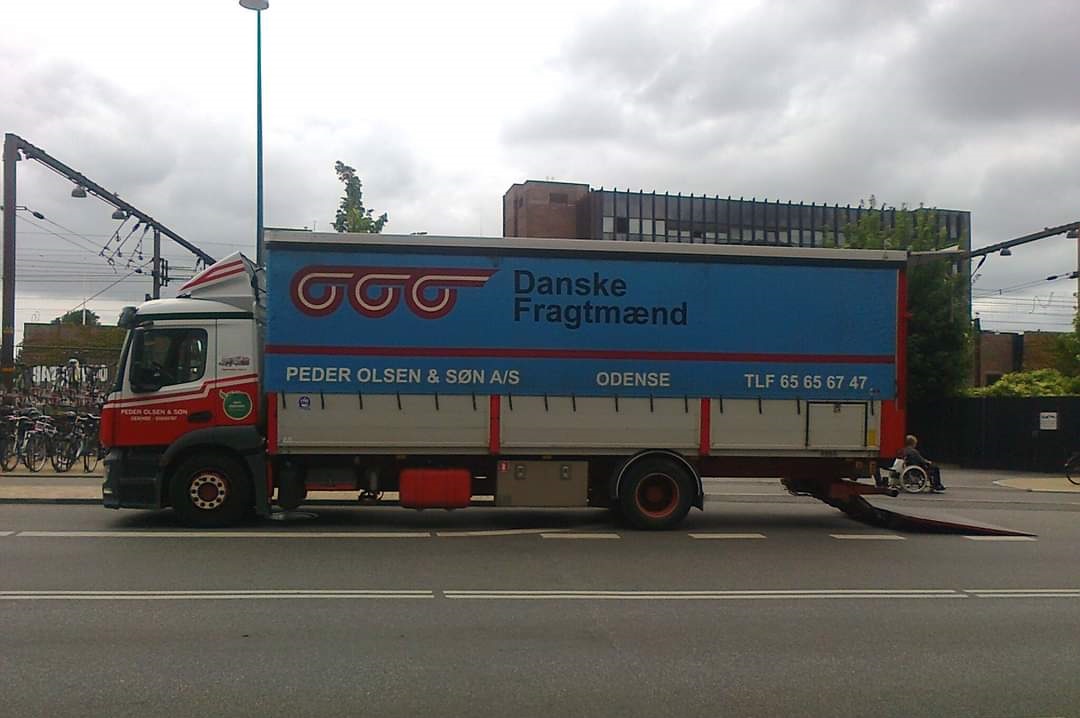 Danske
Fragtmænd
PEDER OLSEN & SØN A/S ODENSE TLF 65 65 67 47
PEDER OLSEN & SØN